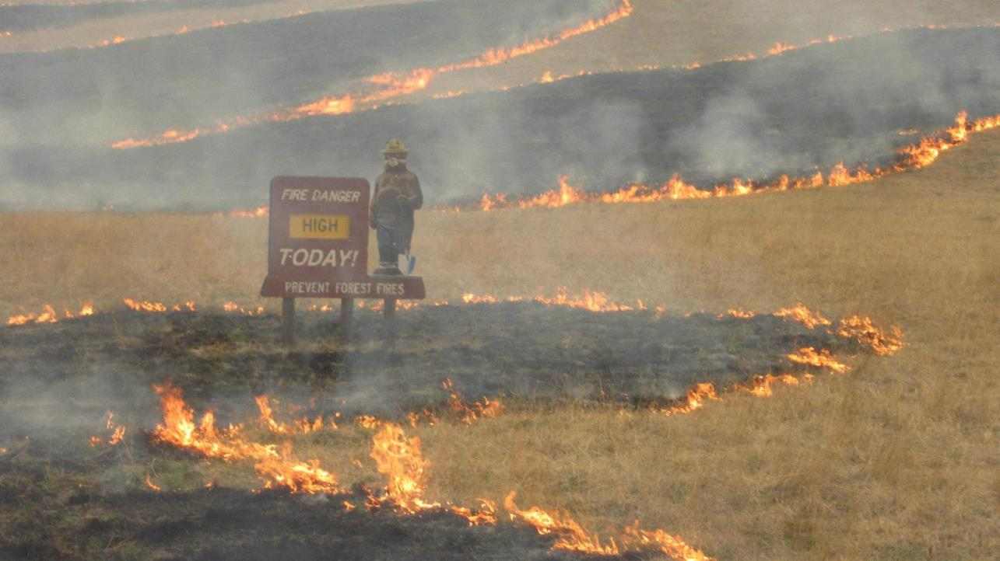 FIRE DANGER
HIGH
TODAY!
PREVENT FOREST FIRES